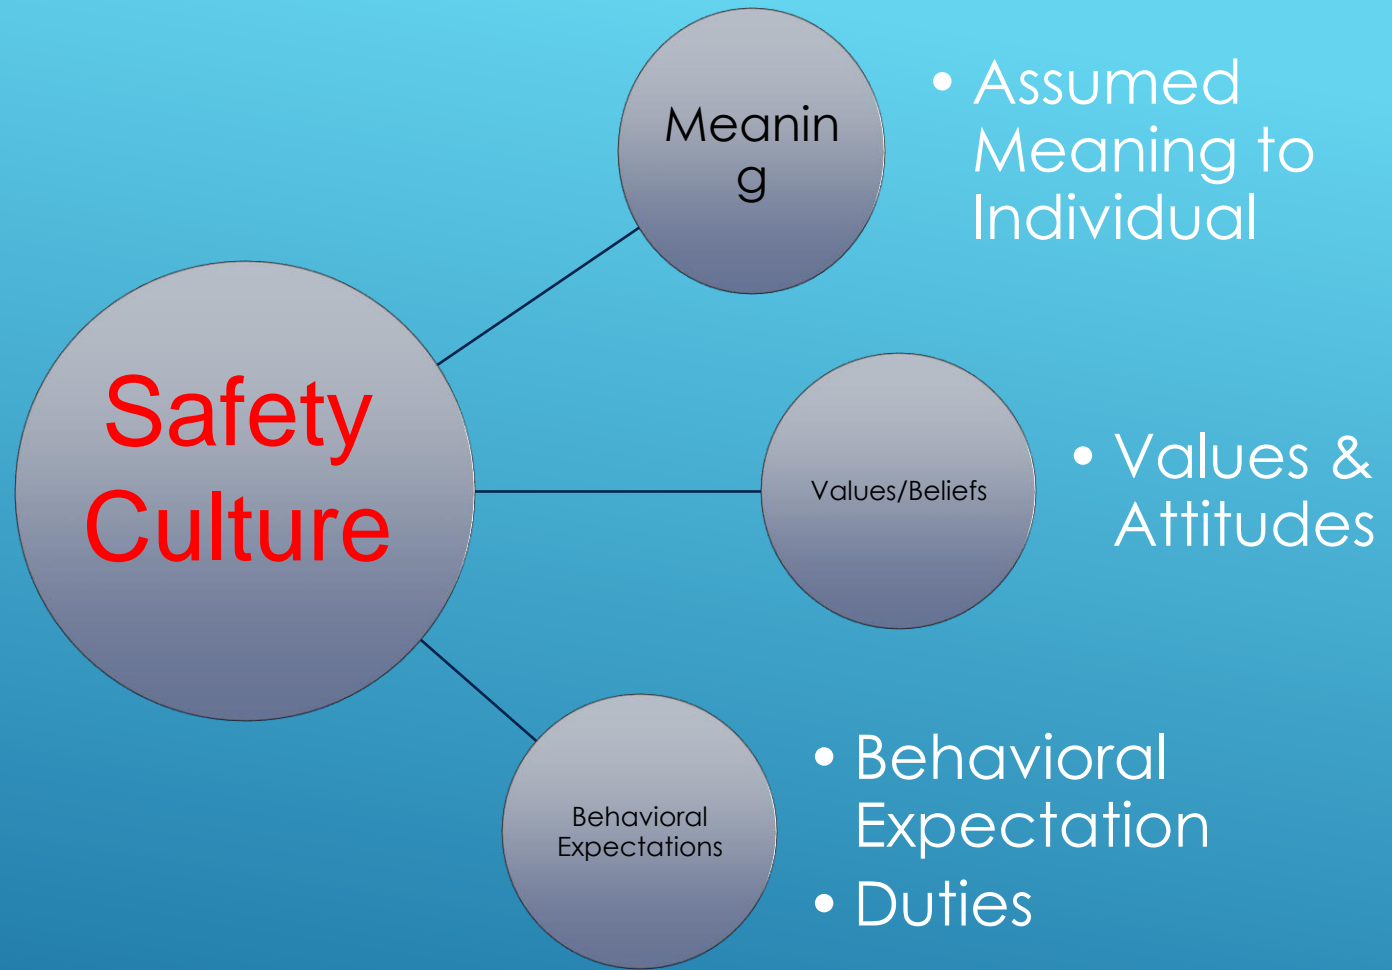 Safety
Culture
Meanin
g
• Assumed
Meaning to
Individual
Values/Beliefs
• Values &
Attitudes
Behavioral
Expectations
• Behavioral
Expectation
• Duties